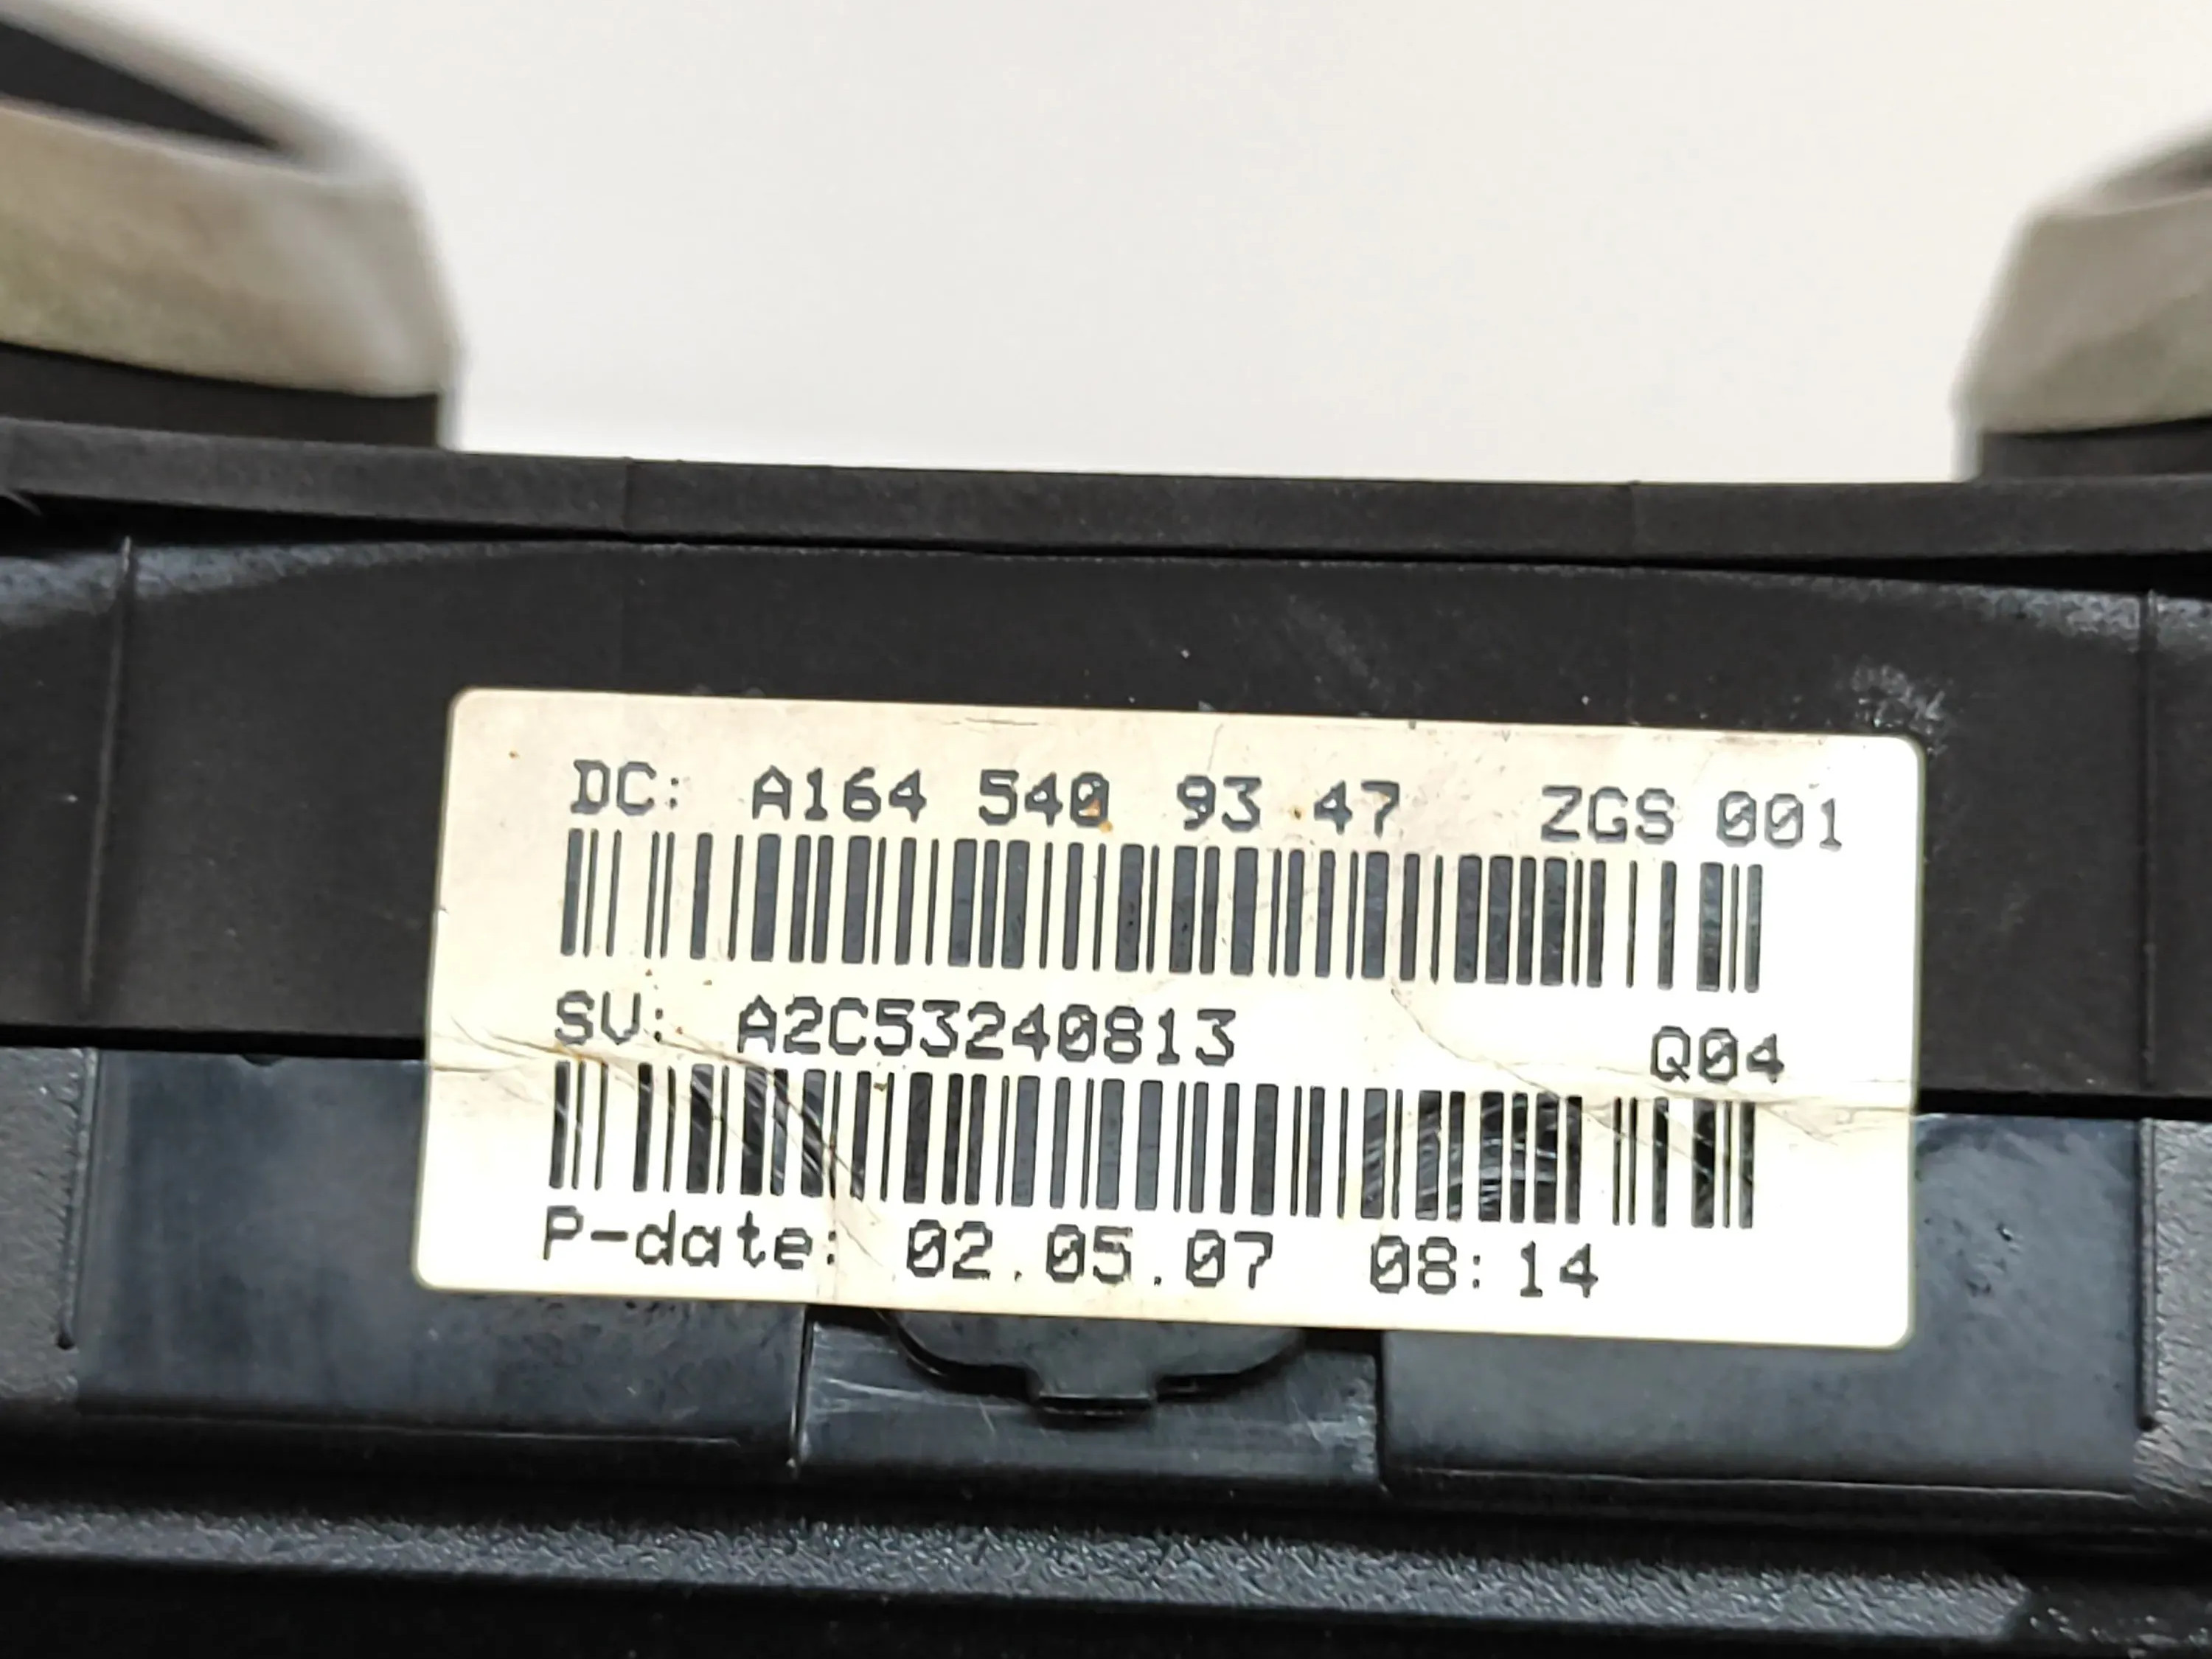 DC: A164 540 93 47 ZGS 001
SV: A2C53240813 Q04
P-date: 02.05.07 08:14